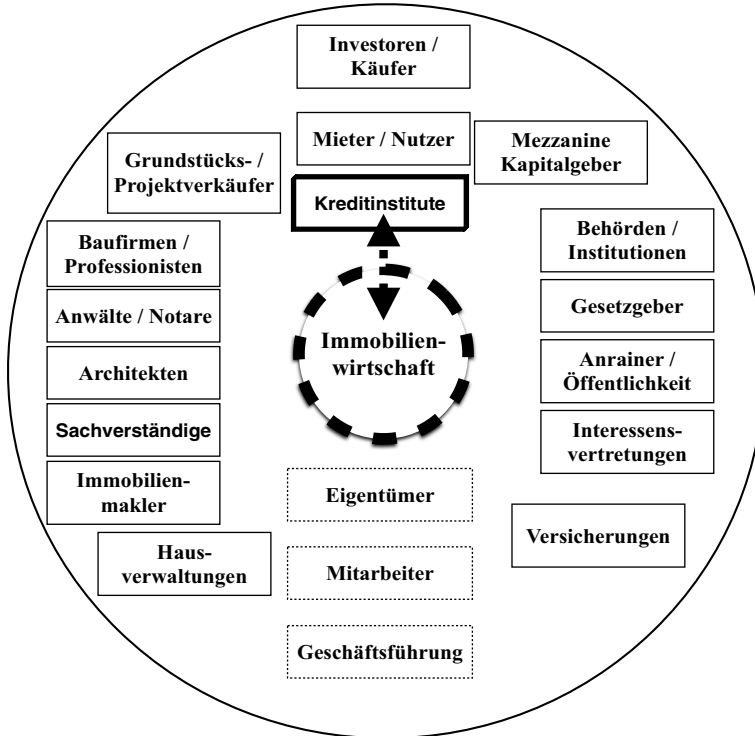 Investoren /
Käufer
Mieter / Nutzer
Mezzanine
Kapitalgeber
Grundstücks- /
Projektverkäufer
Kreditinstitute
Baufirmen /
Professionisten
Behörden /
Institutionen
Anwälte / Notare
Gesetzgeber
Immobilien-
wirtschaft
Architekten
Anrainer /
Öffentlichkeit
Sachverständige
Interessens-
vertretungen
Immobilien-
makler
Eigentümer
Versicherungen
Haus-
verwaltungen
Mitarbeiter
Geschäftsführung